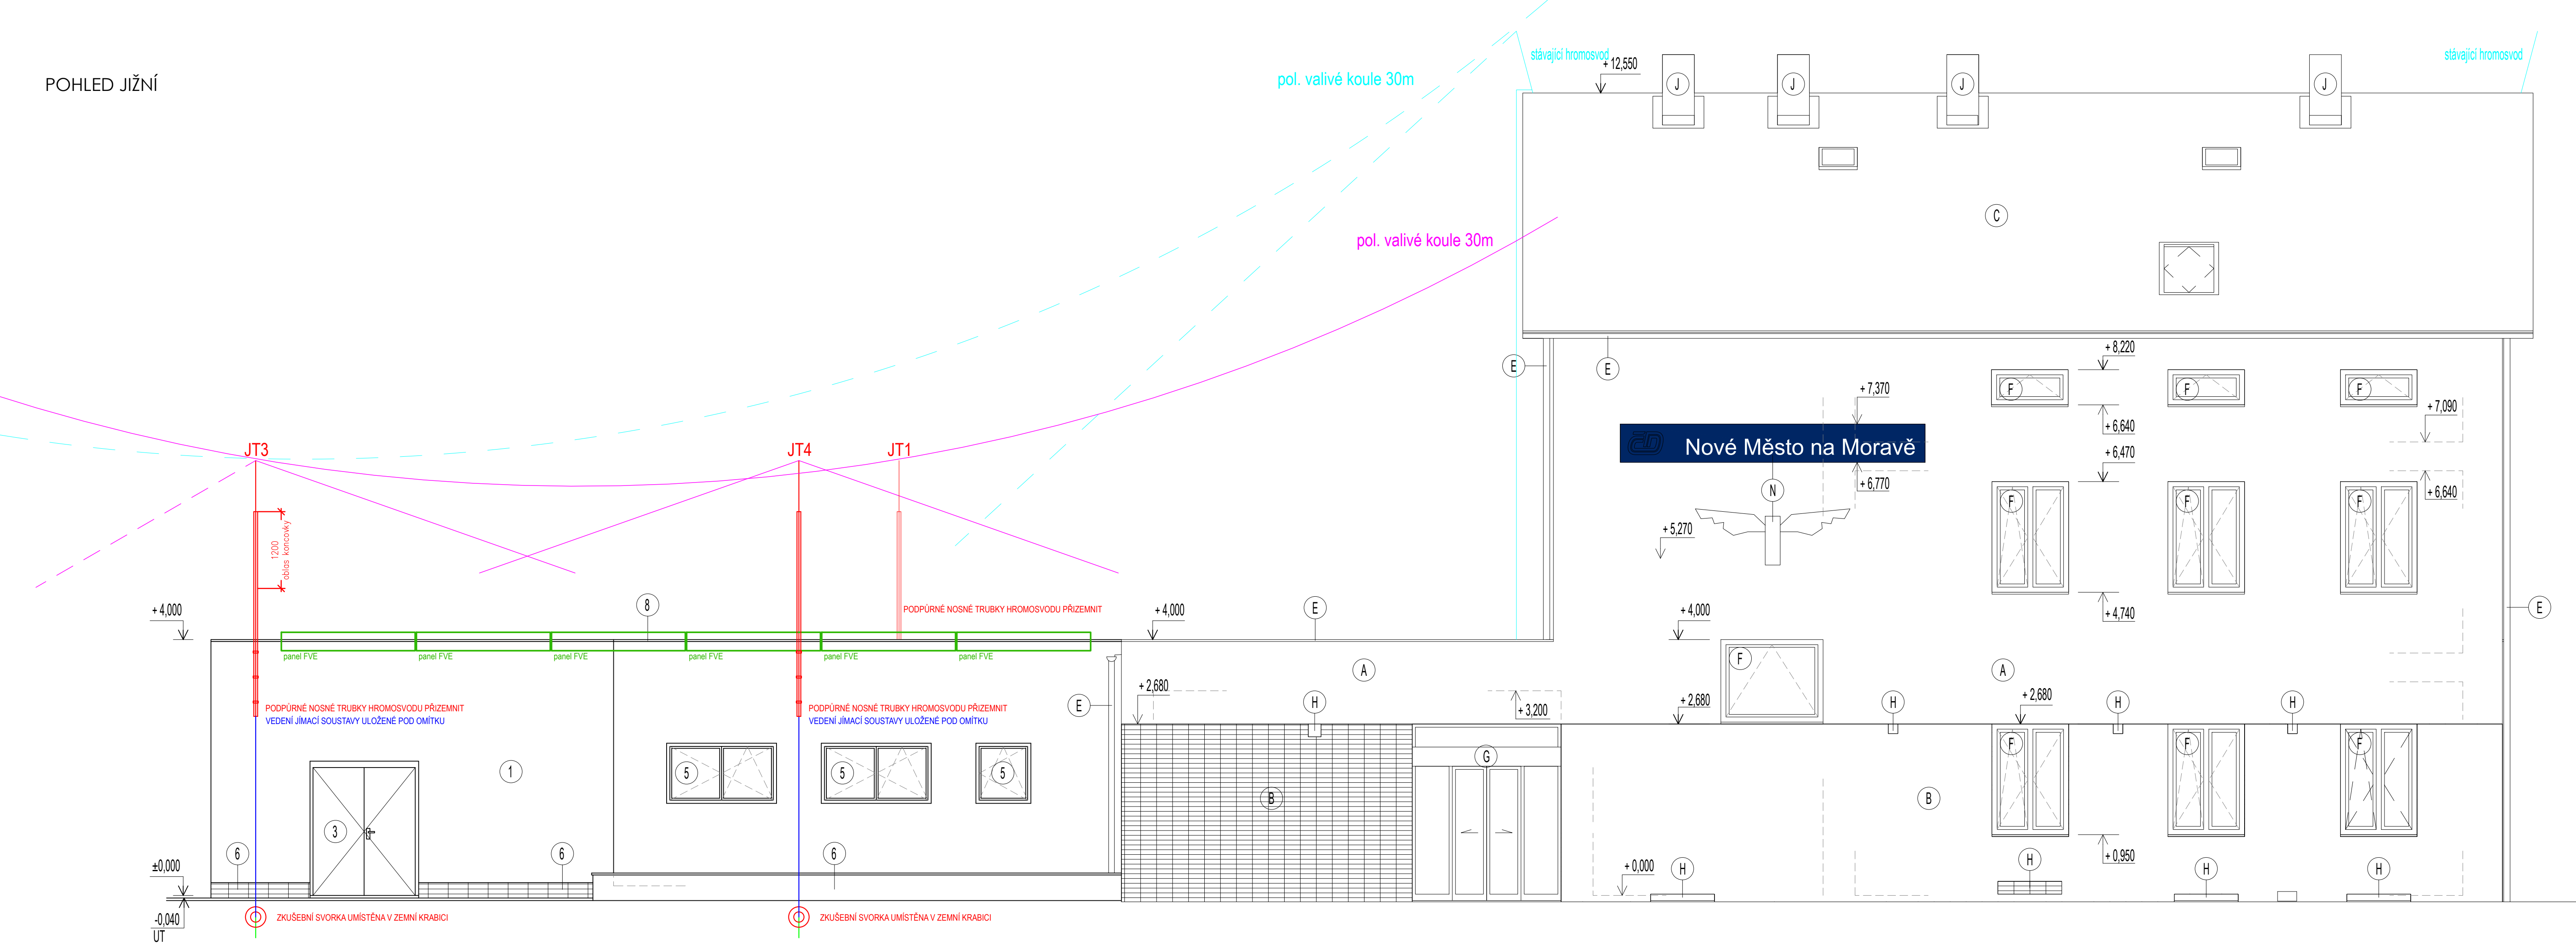 POHLED JIŽNÍ
pol. valivé koule 30m
stávající hromosvod
stávající hromosvod
+ 12,550
J
J
J
J
C
pol. valivé koule 30m
E
E
+ 8,220
F
F
F
+ 6,640
+ 7,370
+ 7,090
JT3
JT4
JT1
Nové Město na Moravě
+ 6,470
+ 6,770
+ 6,640
N
F
F
F
1200
oblas koncovky
+ 5,270
+ 4,000
8
PODPŮRNÉ NOSNÉ TRUBKY HROMOSVODU PŘIZEMNIT
+ 4,000
E
+ 4,000
+ 4,740
E
panel FVE
panel FVE
panel FVE
panel FVE
panel FVE
panel FVE
F
A
A
+ 2,680
+ 2,680
+ 2,680
E
H
+ 3,200
H
H
H
PODPŮRNÉ NOSNÉ TRUBKY HROMOSVODU PŘIZEMNIT
VEDENÍ JÍMACÍ SOUSTAVY ULOŽENÉ POD OMÍTKU
PODPŮRNÉ NOSNÉ TRUBKY HROMOSVODU PŘIZEMNIT
VEDENÍ JÍMACÍ SOUSTAVY ULOŽENÉ POD OMÍTKU
F
F
F
G
1
5
5
5
B
B
3
6
6
6
±0,000
+ 0,000
+ 0,950
H
H
H
H
-0,040
UT
ZKUŠEBNÍ SVORKA UMÍSTĚNA V ZEMNÍ KRABICI
ZKUŠEBNÍ SVORKA UMÍSTĚNA V ZEMNÍ KRABICI